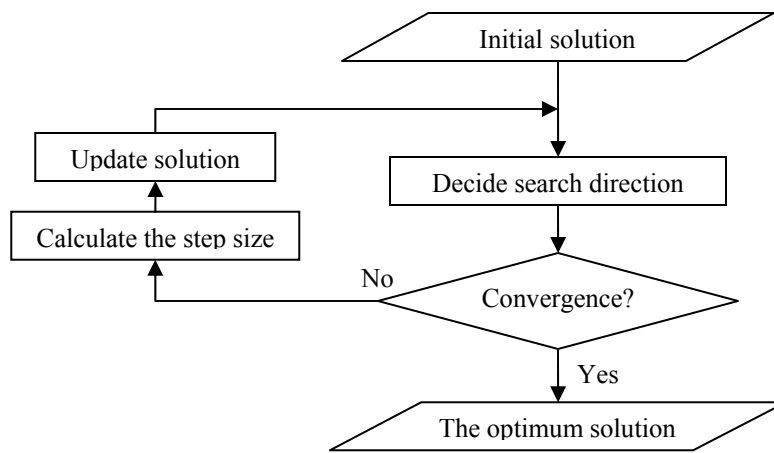 Initial solution
Update solution
Decide search direction
Calculate the step size
No
Convergence?
Yes
The optimum solution